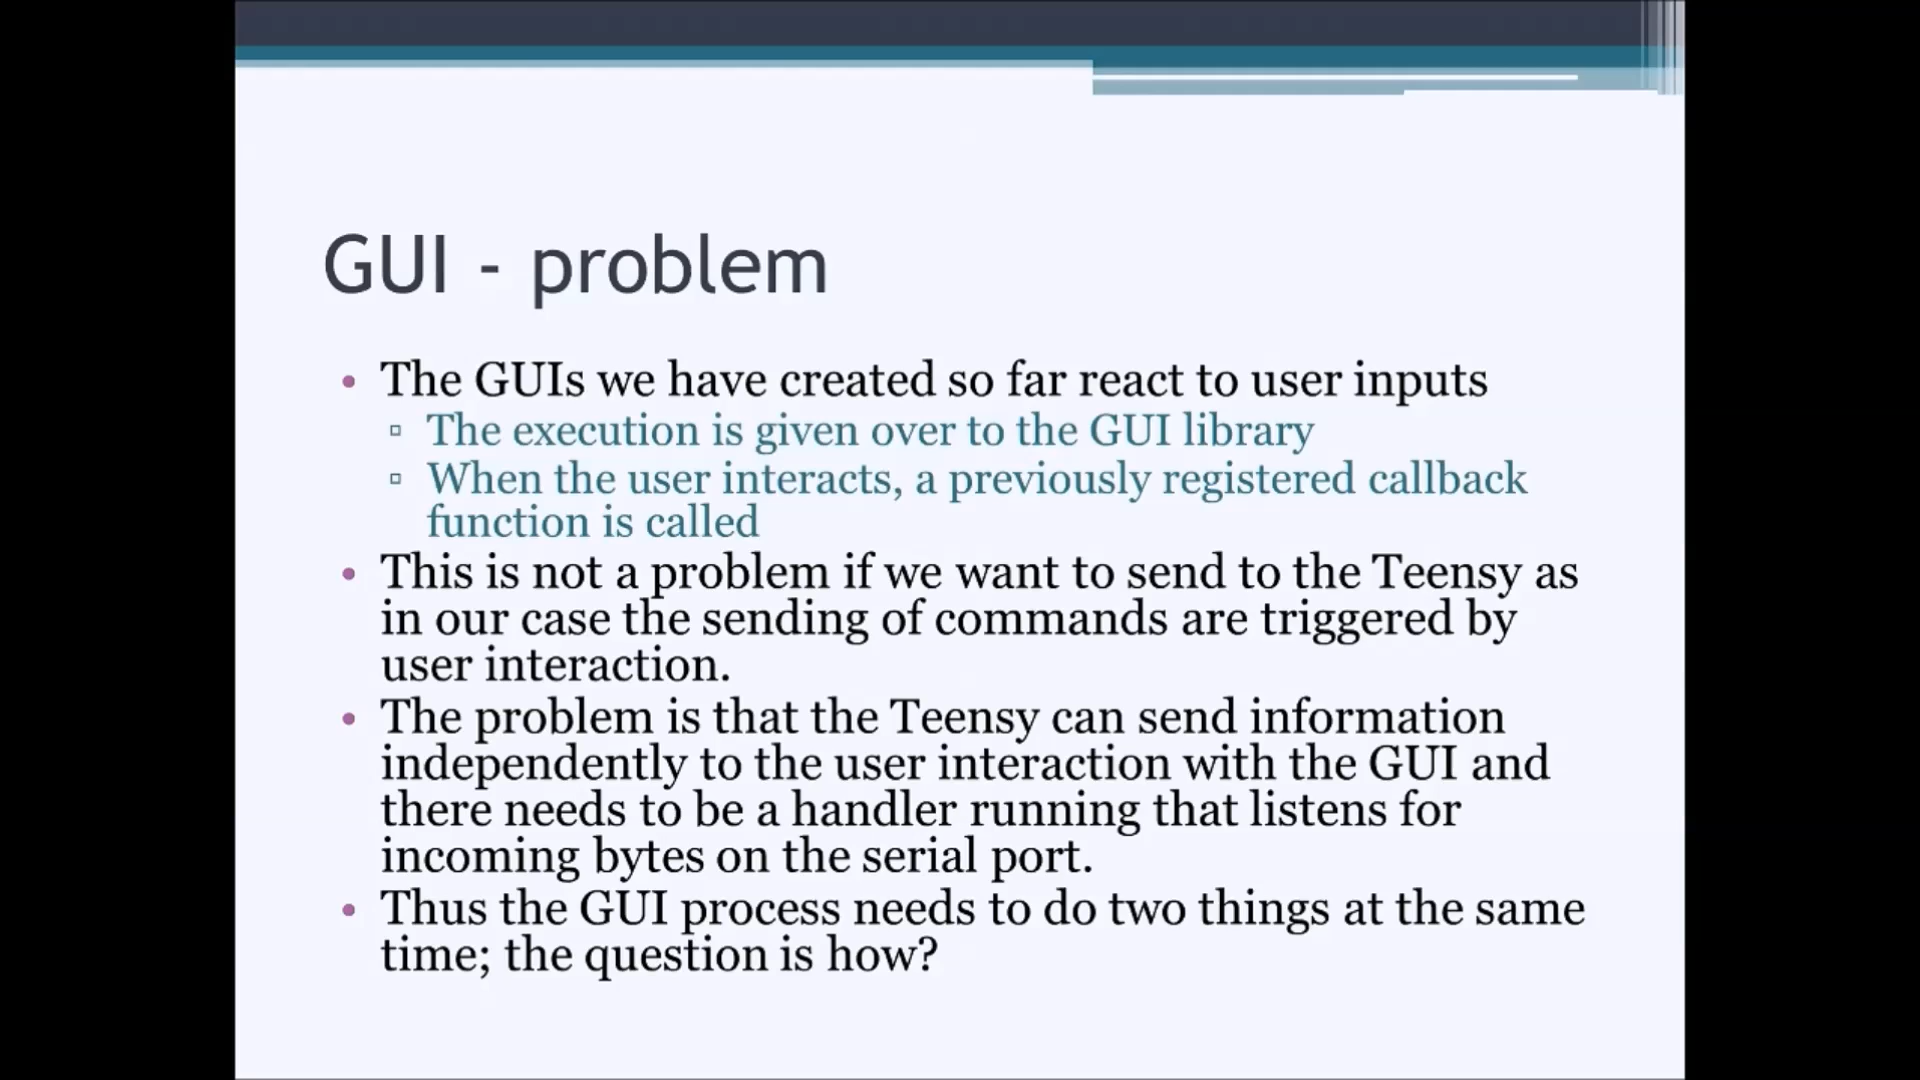 GUI - problem
• The GUIs we have created so far react to user inputs
▫ The execution is given over to the GUI library
▫ When the user interacts, a previously registered callback
function is called
• This is not a problem if we want to send to the Teensy as
in our case the sending of commands are triggered by
user interaction.
• The problem is that the Teensy can send information
independently to the user interaction with the GUI and
there needs to be a handler running that listens for
incoming bytes on the serial port.
• Thus the GUI process needs to do two things at the same
time; the question is how?